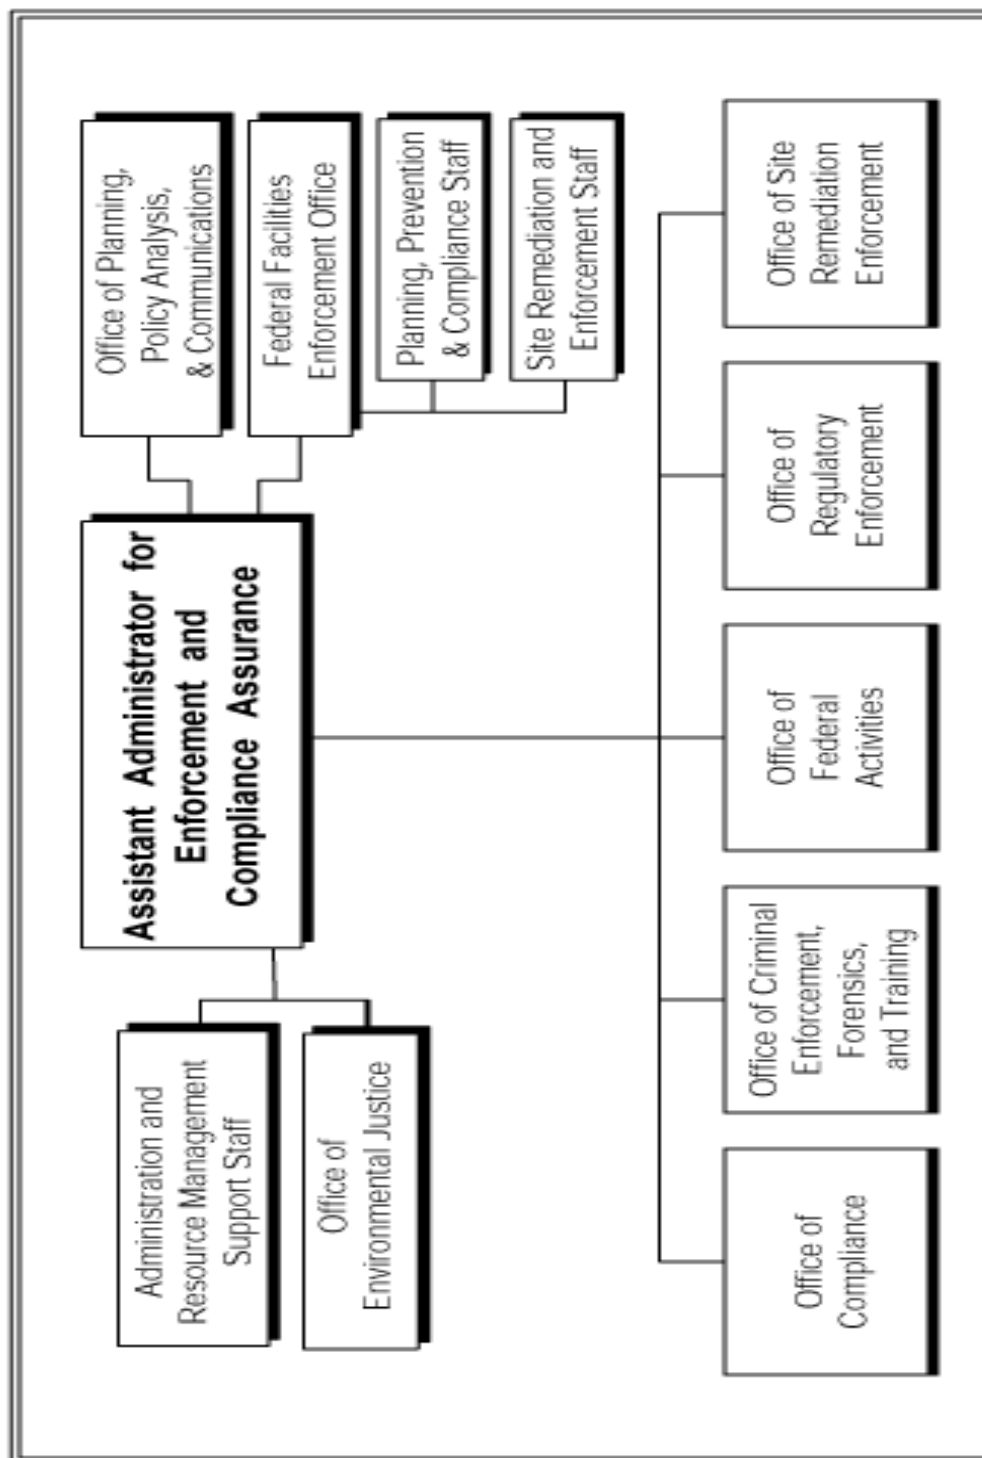 Assistant Administrator for
Enforcement and
Compliance Assurance
Administration and
Resource Management
Support Staff
Office of
Environmental Justice
Office of Planning,
Policy Analysis,
& Communications
Federal Facilities
Enforcement Office
Planning, Prevention
& Compliance Staff
Site Remediation and
Enforcement Staff
Office of
Compliance
Office of Criminal
Enforcement,
Forensics,
and Training
Office of
Federal
Activities
Office of
Regulatory
Enforcement
Office of Site
Remediation
Enforcement